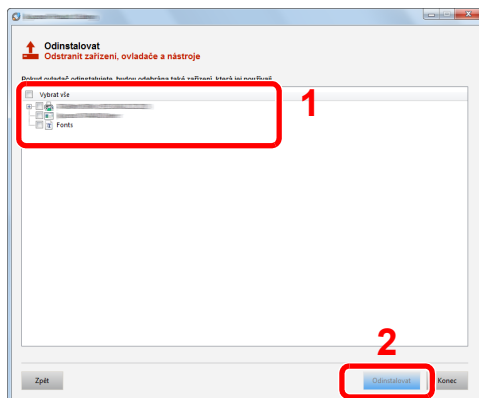 Odinstalovat
Odstranit zařízení, ovladače a nástroje
Pokud ovladač odinstalujete, budou odebrána také zařízení, která jej používají.
Vybrat vše
1
Fonts
2
Zpět
Odinstalovat
Konec